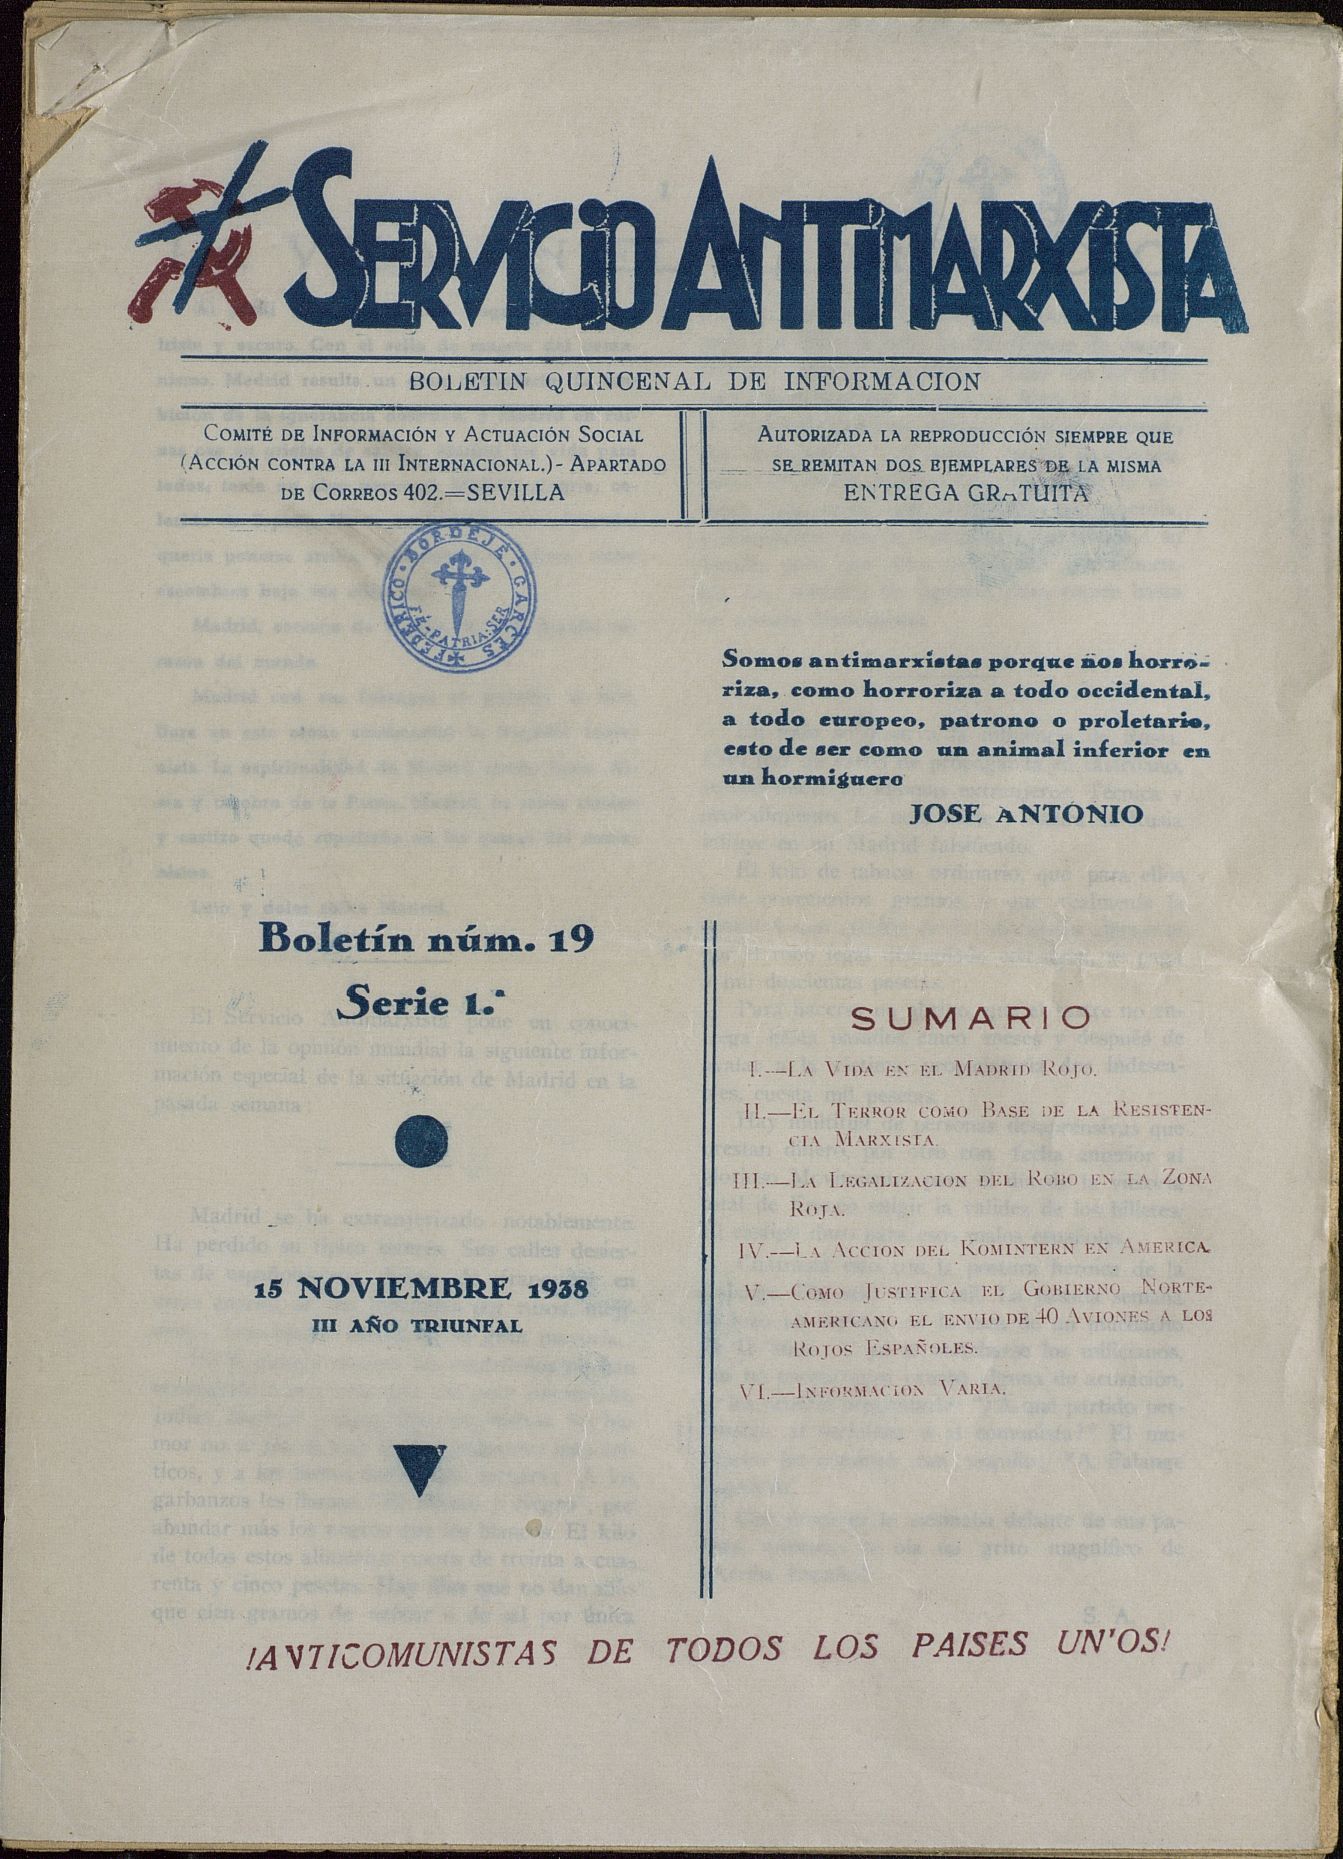 SERVICIO ANTIMARXISTA
BOLETIN QUINCENAL DE INFORMACION
COMITÉ DE INFORMACIÓN Y ACTUACIÓN SOCIAL
(ACCIÓN CONTRA LA III INTERNACIONAL.)- APARTADO
DE CORREOS 402.=SEVILLA
AUTORIZADA LA REPRODUCCIÓN SIEMPRE QUE
SE REMITAN DOS EJEMPLARES DE LA MISMA
ENTREGA GRATUITA
FEDERICO · BORDEJÉ · GARCES
FÉ-PATRIA-SER
Somos antimarxistas porque nos horro-
riza, como horroriza a todo occidental,
a todo europeo, patrono o proletario,
esto de ser como un animal inferior en
un hormiguero
JOSE ANTONIO
Boletín núm. 19
Serie 1.ª
15 NOVIEMBRE 1938
III AÑO TRIUNFAL
SUMARIO
I.—LA VIDA EN EL MADRID ROJO.
II.—EL TERROR COMO BASE DE LA RESISTEN-
CIA MARXISTA.
III.—LA LEGALIZACION DEL ROBO EN LA ZONA
ROJA.
IV.—LA ACCION DEL KOMINTERN EN AMERICA.
V.—COMO JUSTIFICA EL GOBIERNO NORTE-
AMERICANO EL ENVIO DE 40 AVIONES A LOS
ROJOS ESPAÑOLES.
VI.—INFORMACION VARIA.
!ANTICOMUNISTAS DE TODOS LOS PAISES UN'OS!